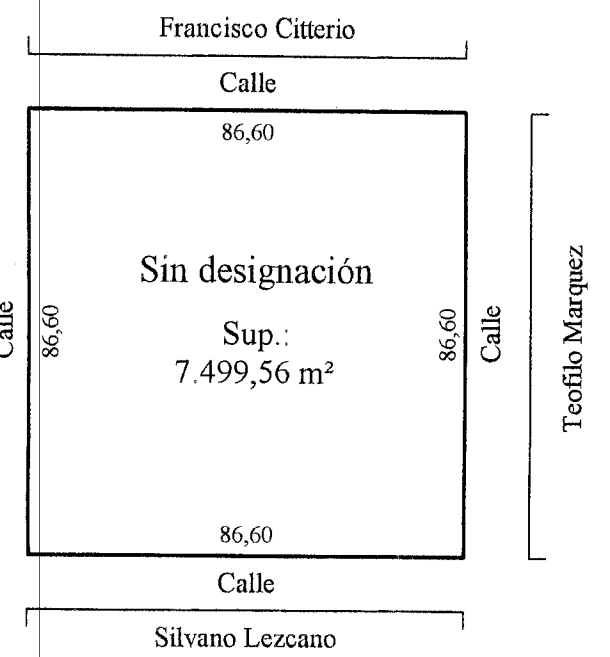 Francisco Citterio
Calle
86,60
Sin designación
Sup.:
7.499,56 m²
Calle
86,60
86,60
Calle
Teofilo Marquez
86,60
Calle
Silvano Lezcano